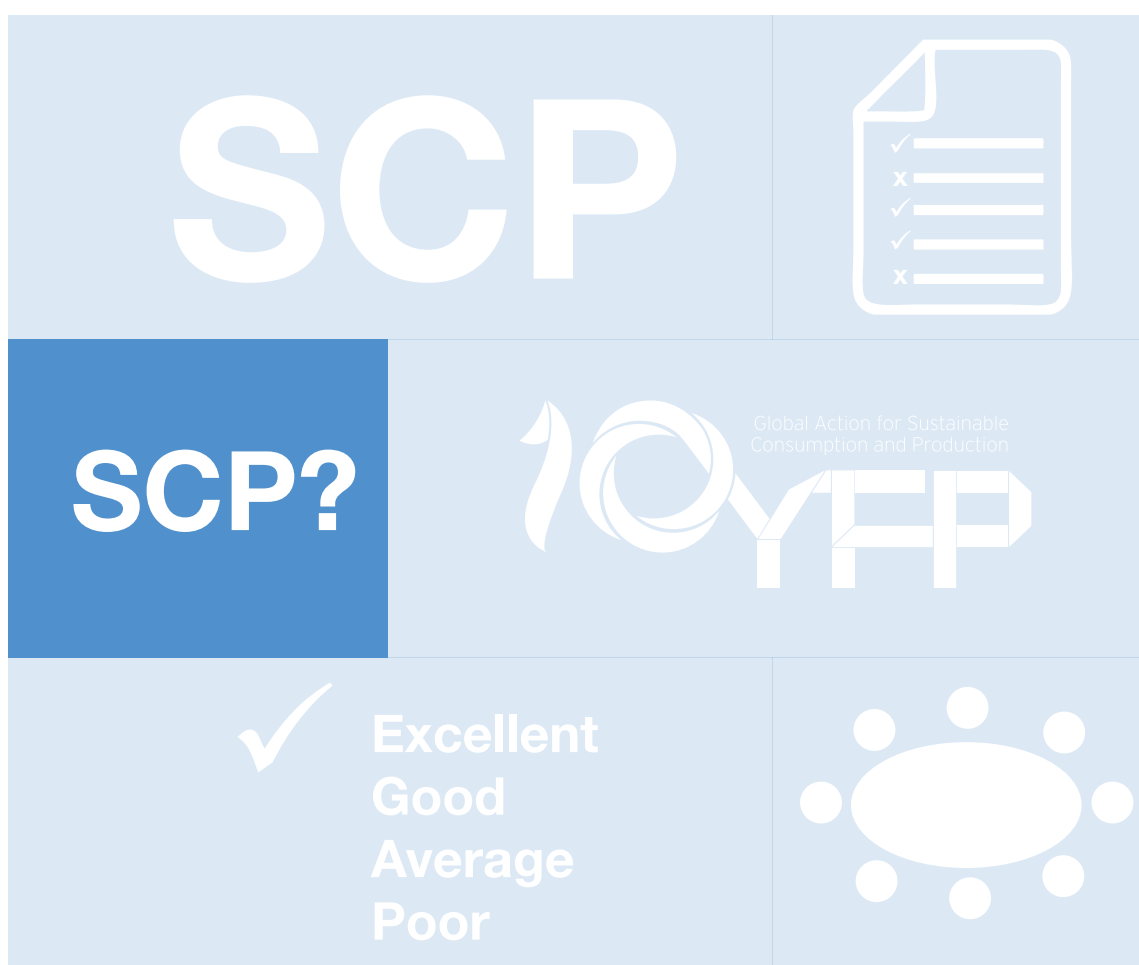 SCP
✓
x
✓
✓
x
SCP?
Global Action for Sustainable
Consumption and Production
10YFP
✓ Excellent
Good
Average
Poor